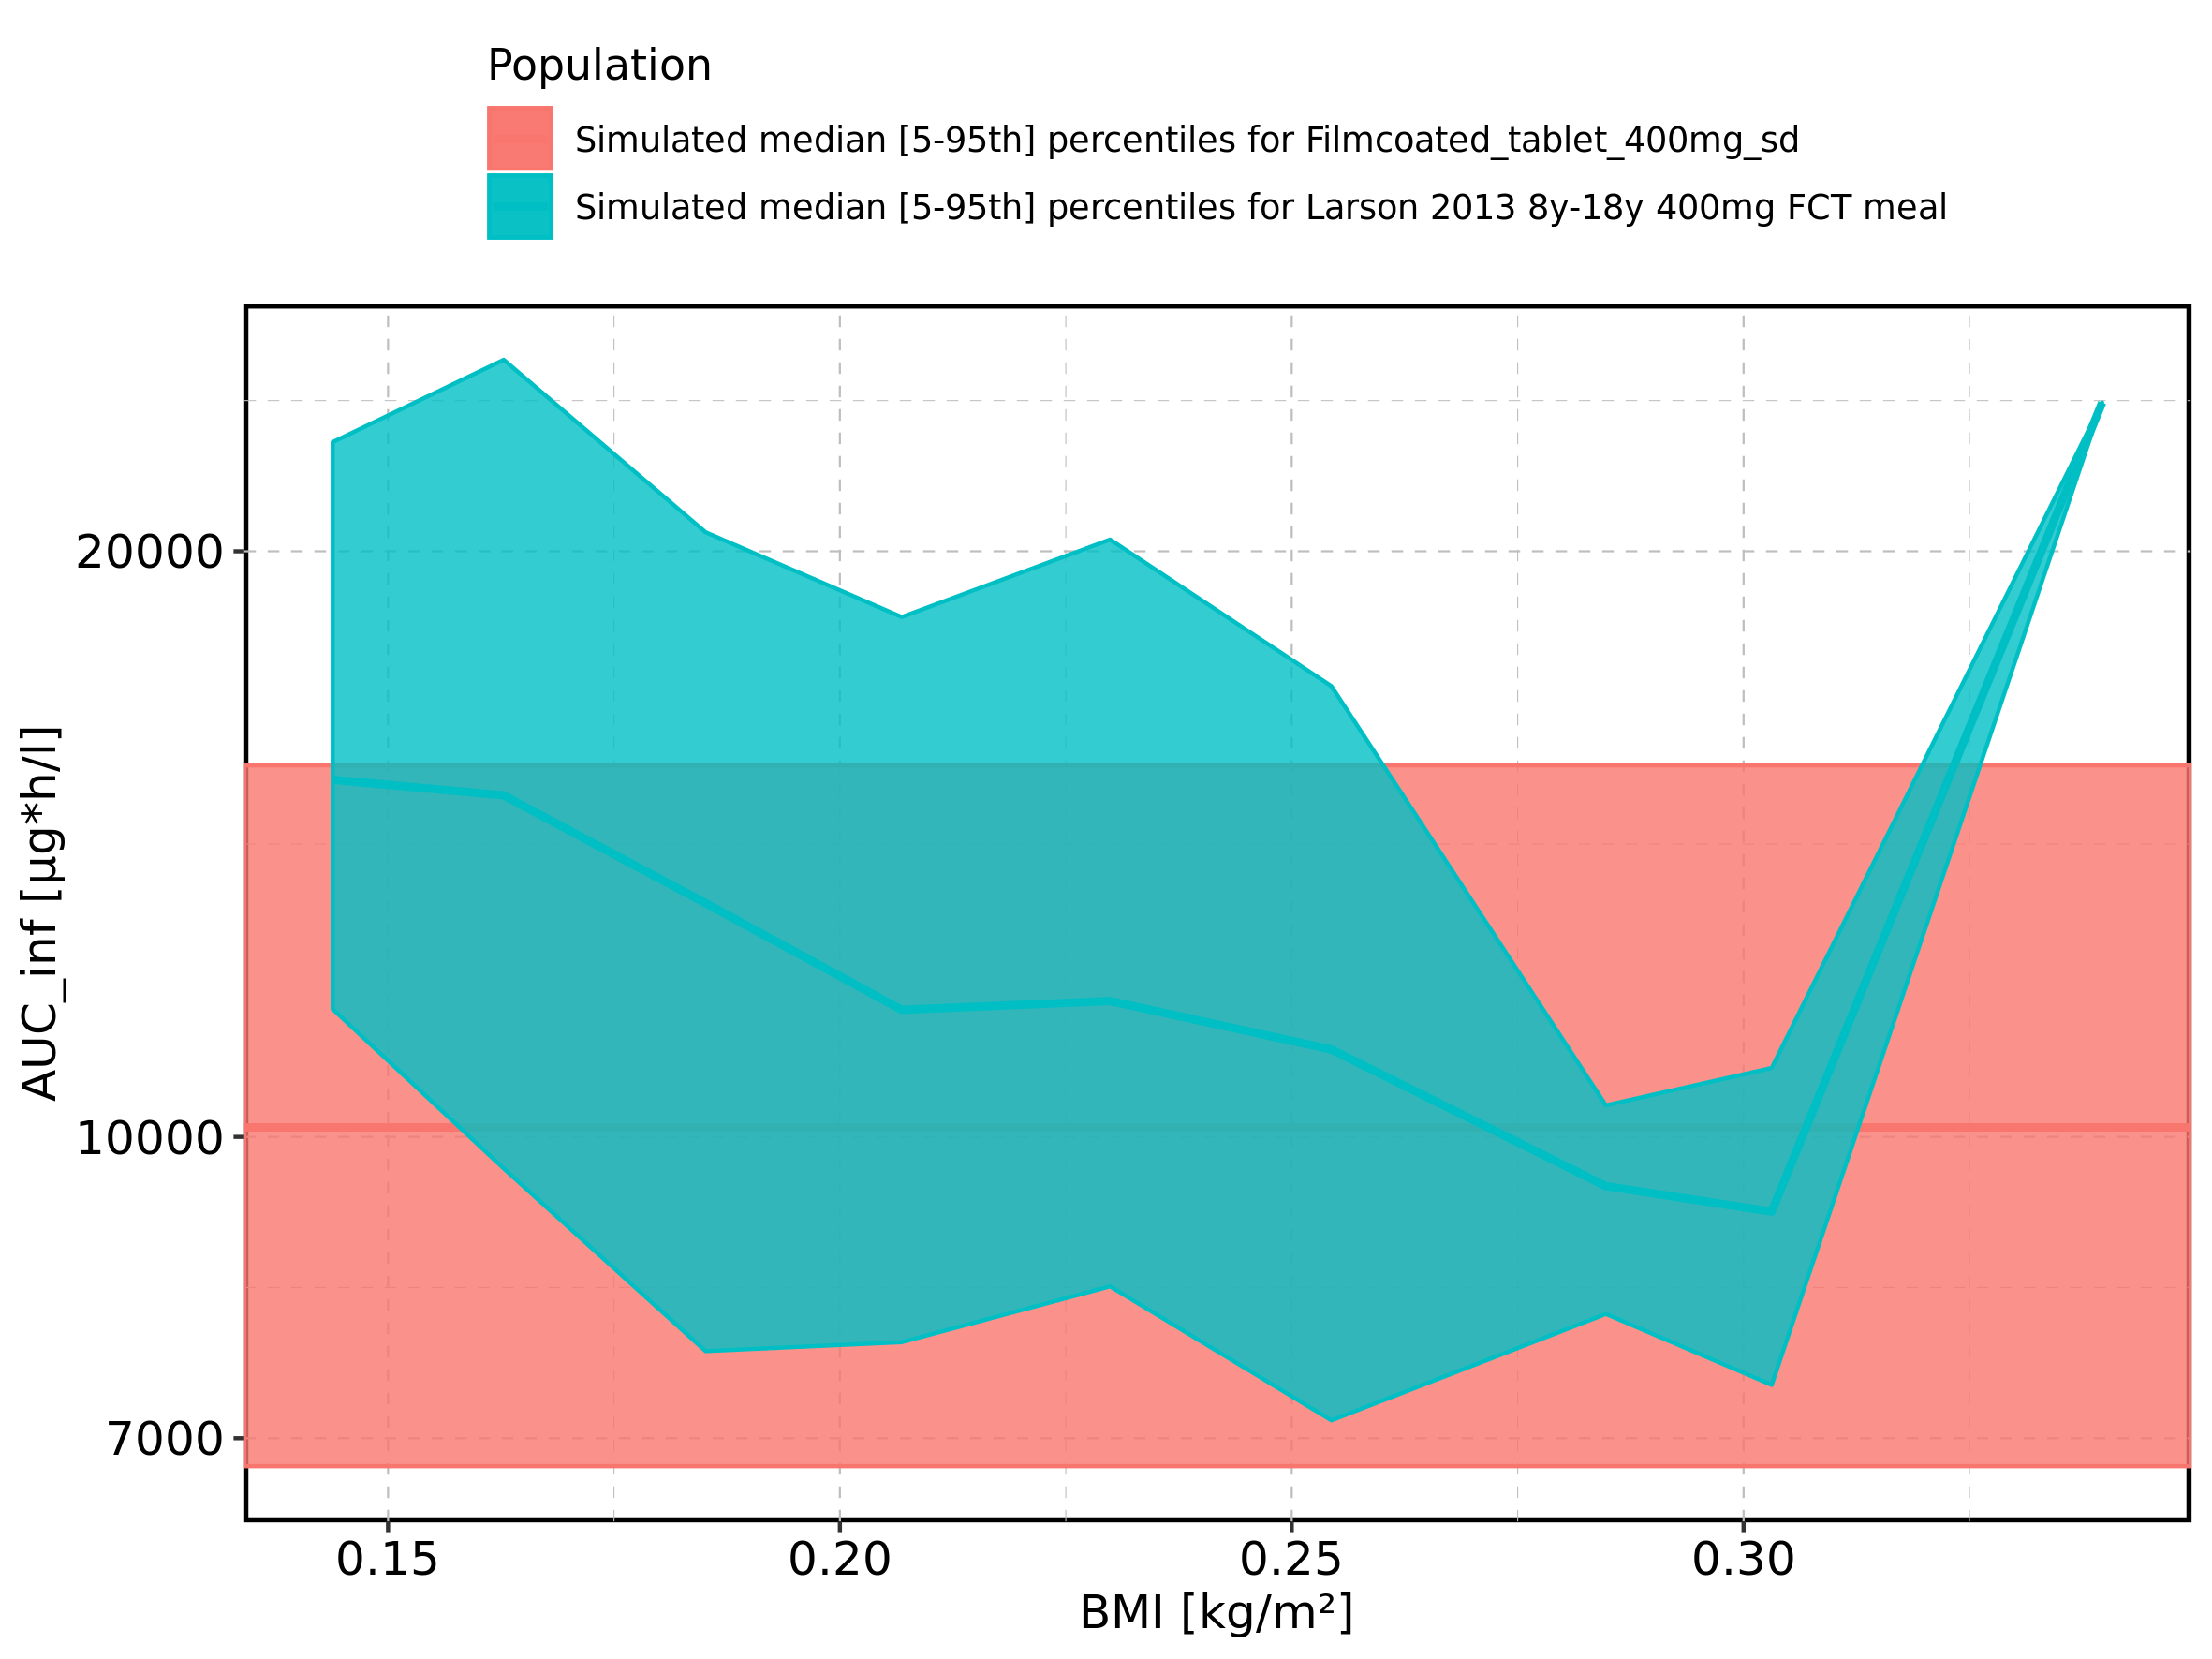 Population
Simulated median [5-95th] percentiles for Filmcoated_tablet_400mg_sd
Simulated median [5-95th] percentiles for Larson 2013 8y-18y 400mg FCT meal
AUC_inf [µg*h/l]
20000
10000
7000
0.15 0.20 0.25 0.30
BMI [kg/m²]